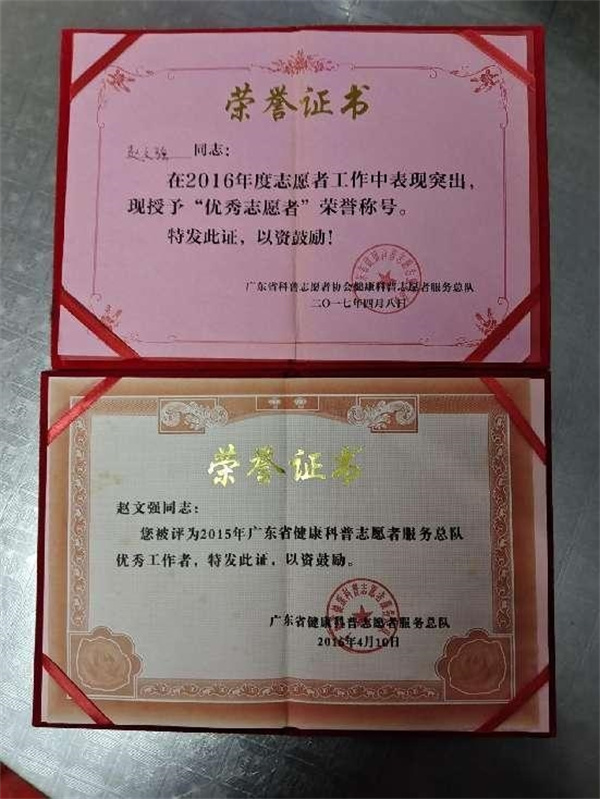 荣誉证书
赵文强 同志：
在2016年度志愿者工作中表现突出，
现授予“优秀志愿者”荣誉称号。
特发此证，以资鼓励！
广东省科普志愿者协会健康科普志愿者服务总队
二〇一七年四月八日
荣誉证书
赵文强同志：
您被评为2015年广东省健康科普志愿者服务总队
优秀工作者，特发此证，以资鼓励。
广东省健康科普志愿者服务总队
2016年4月10日